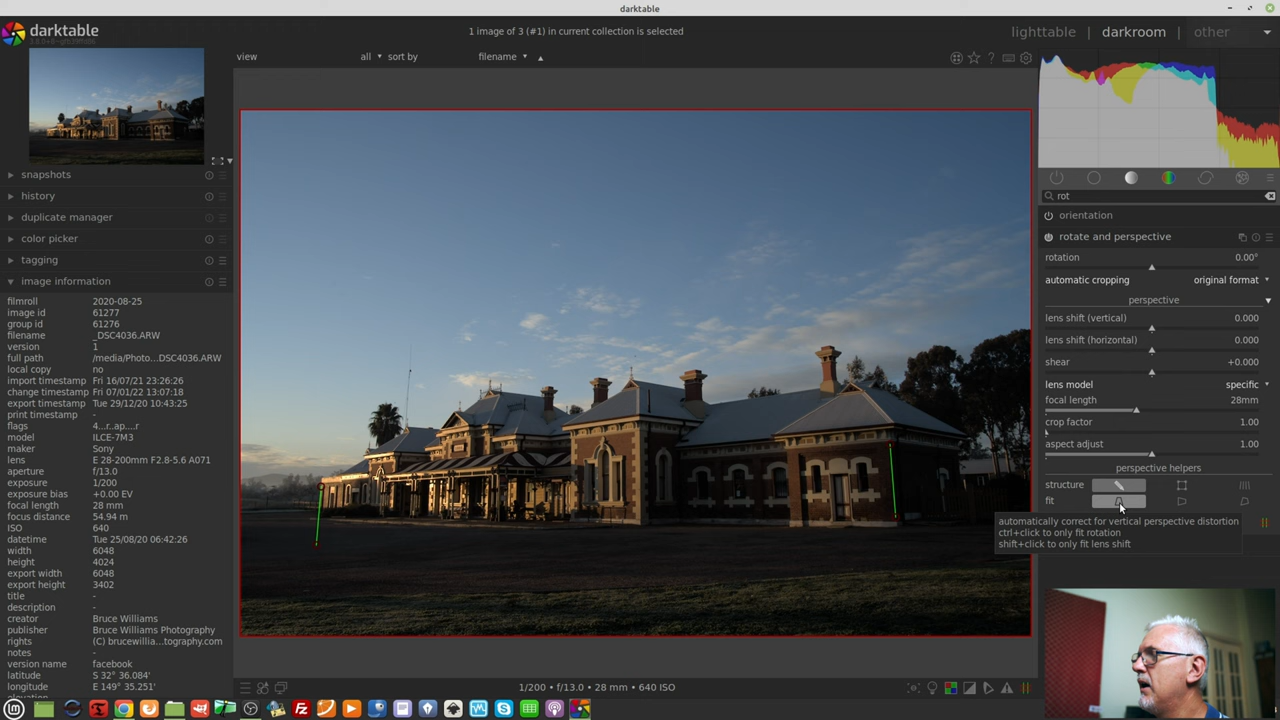 darktable
darktable
1 image of 3 (#1) in current collection is selected
lighttable | darkroom | other
view
all
sort by
filename
?
snapshots
history
duplicate manager
color picker
tagging
image information
filmroll 2020-08-25
image id 61277
group id 61276
filename _DSC4036.ARW
version 1
full path /media/Photo...DSC4036.ARW
local copy no
import timestamp Fri 16/07/21 23:26:26
change timestamp Fri 07/01/22 13:07:18
export timestamp Tue 29/12/20 10:43:25
print timestamp -
flags 4...r..ap....r
model ILCE-7M3
maker Sony
lens E 28-200mm F2.8-5.6 A071
aperture f/13.0
exposure 1/200
exposure bias +0.00 EV
focal length 28 mm
focus distance 54.94 m
ISO 640
datetime Tue 25/08/20 06:42:26
width 6048
height 4024
export width 6048
export height 3402
title -
description -
creator Bruce Williams
publisher Bruce Williams Photography
rights (C) brucewillia...tography.com
notes -
version name facebook
latitude S 32° 36.084'
longitude E 149° 35.251'
rot
orientation
rotate and perspective
rotation 0.00°
automatic cropping original format
perspective
lens shift (vertical) 0.000
lens shift (horizontal) 0.000
shear +0.000
lens model specific
focal length 28mm
crop factor 1.00
aspect adjust 1.00
perspective helpers
structure
fit
automatically correct for vertical perspective distortion
ctrl+click to only fit rotation
shift+click to only fit lens shift
1/200 • f/13.0 • 28 mm • 640 ISO